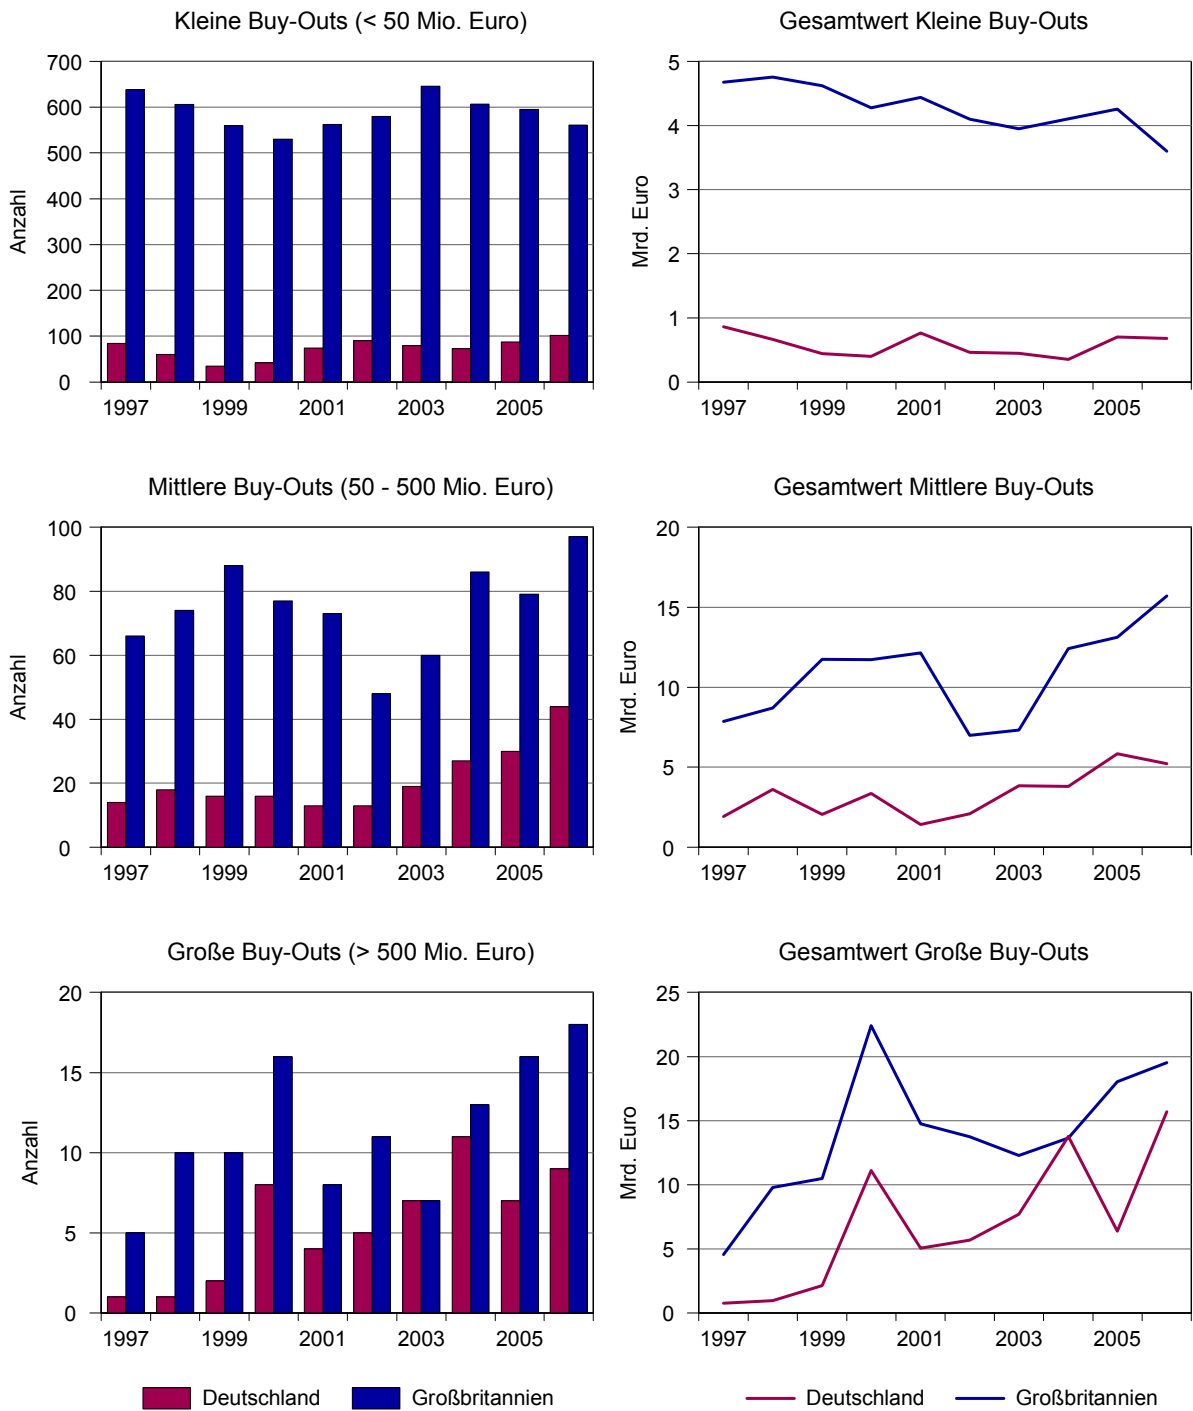 Kleine Buy-Outs (< 50 Mio. Euro)
Anzahl
700
600
500
400
300
200
100
0
1997 1999 2001 2003 2005
Gesamtwert Kleine Buy-Outs
Mrd. Euro
5
4
3
2
1
0
1997 1999 2001 2003 2005
Mittlere Buy-Outs (50 - 500 Mio. Euro)
Anzahl
100
80
60
40
20
0
1997 1999 2001 2003 2005
Gesamtwert Mittlere Buy-Outs
Mrd. Euro
20
15
10
5
0
1997 1999 2001 2003 2005
Große Buy-Outs (> 500 Mio. Euro)
Anzahl
20
15
10
5
0
1997 1999 2001 2003 2005
Gesamtwert Große Buy-Outs
Mrd. Euro
25
20
15
10
5
0
1997 1999 2001 2003 2005
Deutschland Großbritannien
Deutschland Großbritannien